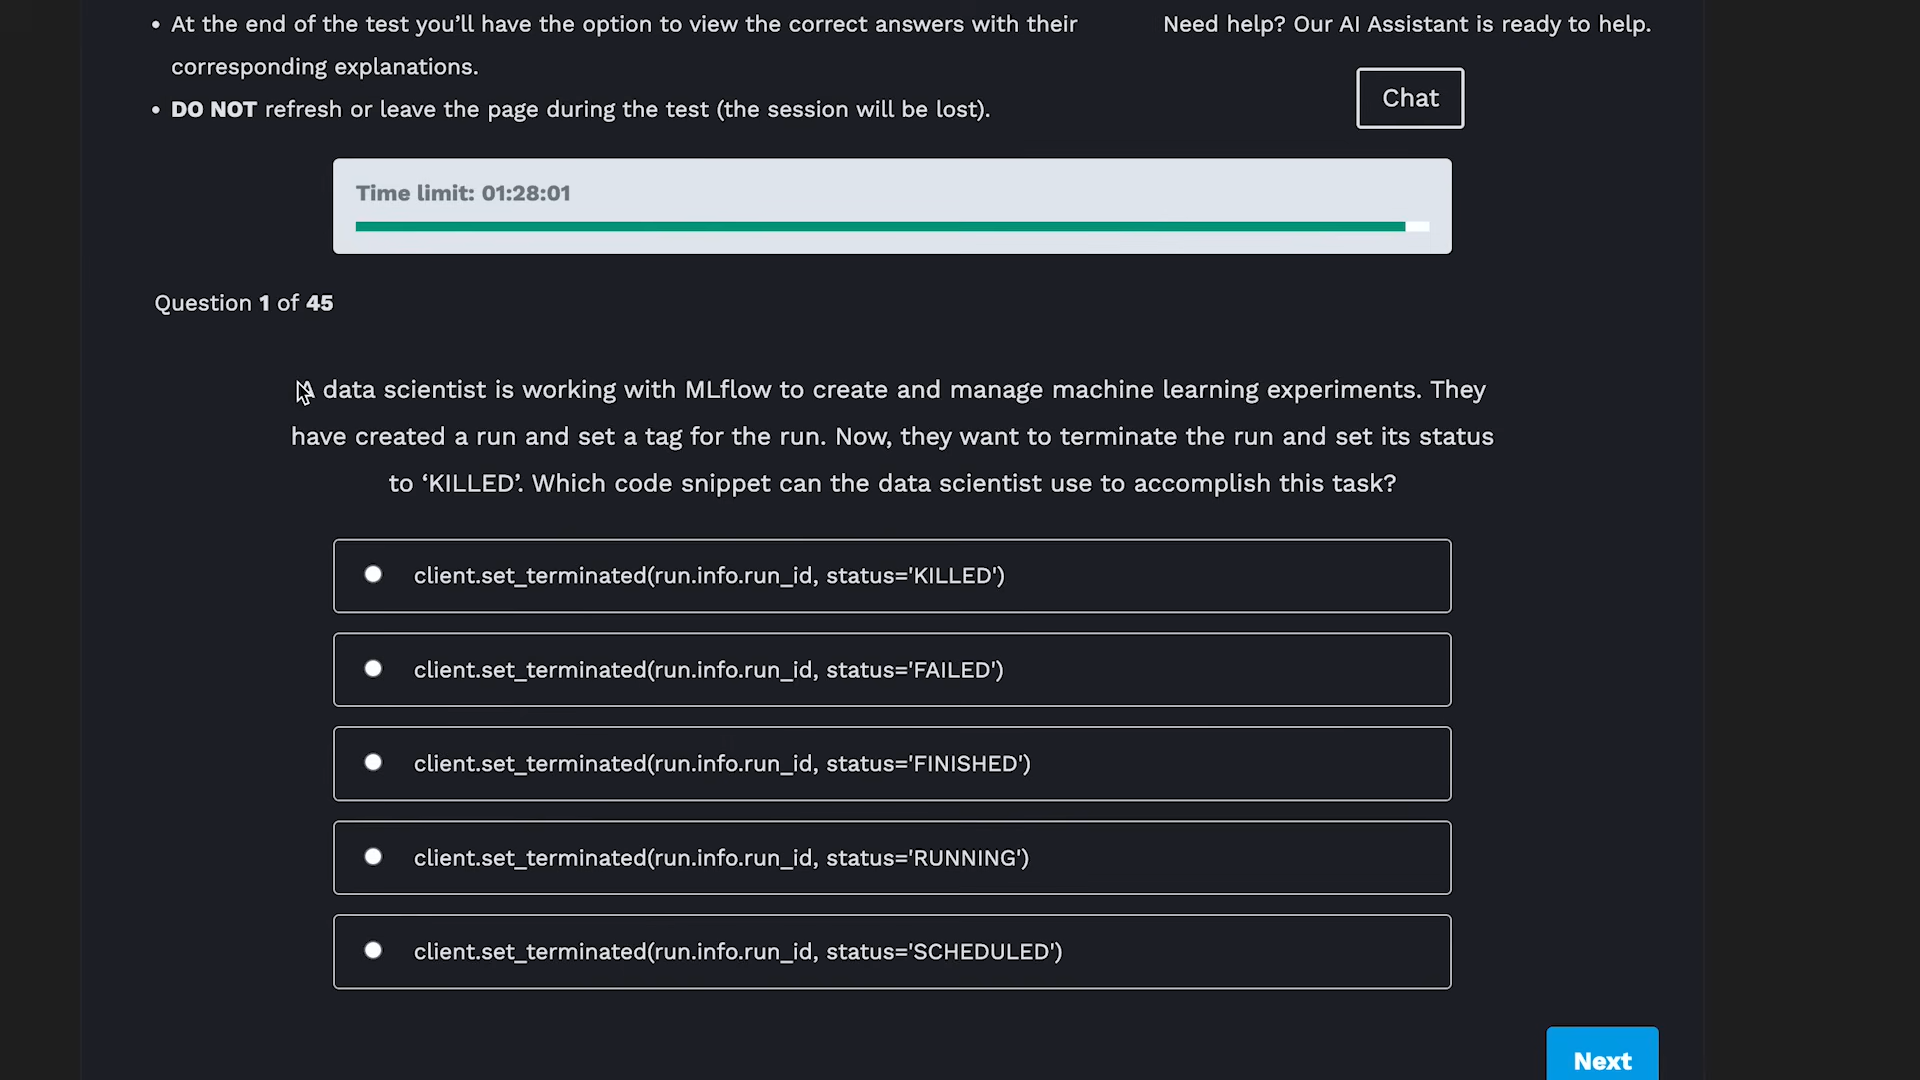 • At the end of the test you’ll have the option to view the correct answers with their
corresponding explanations.
• DO NOT refresh or leave the page during the test (the session will be lost).
Need help? Our AI Assistant is ready to help.
Chat
Time limit: 01:28:01
Question 1 of 45
A data scientist is working with MLflow to create and manage machine learning experiments. They
have created a run and set a tag for the run. Now, they want to terminate the run and set its status
to ‘KILLED’. Which code snippet can the data scientist use to accomplish this task?
client.set_terminated(run.info.run_id, status='KILLED')
client.set_terminated(run.info.run_id, status='FAILED')
client.set_terminated(run.info.run_id, status='FINISHED')
client.set_terminated(run.info.run_id, status='RUNNING')
client.set_terminated(run.info.run_id, status='SCHEDULED')
Next